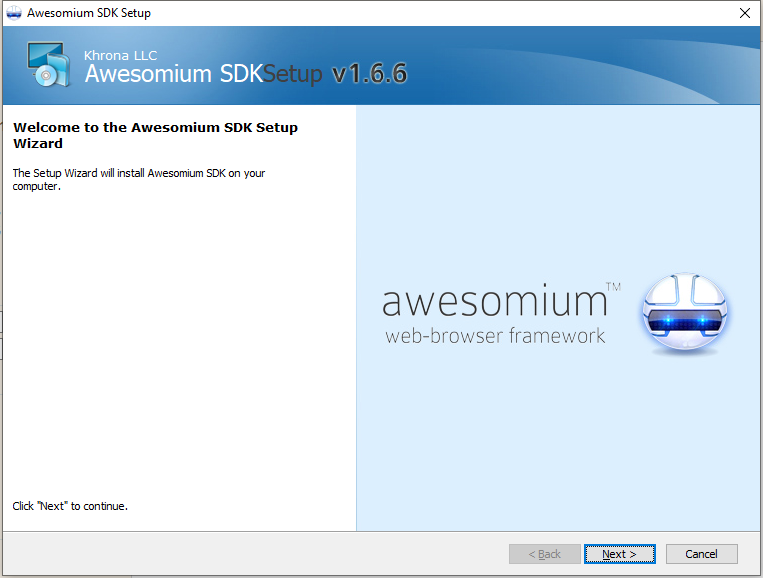 Awesomium SDK Setup
Khrona LLC
Awesomium SDKSetup v1.6.6
Welcome to the Awesomium SDK Setup
Wizard
The Setup Wizard will install Awesomium SDK on your
computer.
awesomium™
web-browser framework
Click "Next" to continue.
< Back Next > Cancel